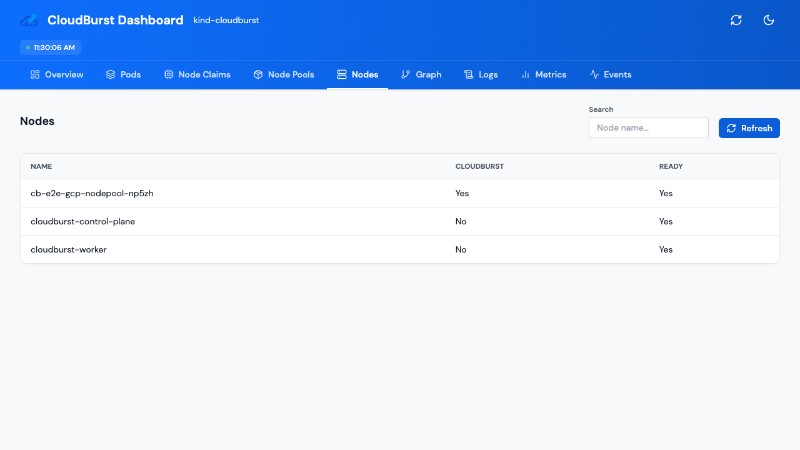 CloudBurst Dashboard kind-cloudburst
11:30:06 AM
Overview Pods Node Claims Node Pools Nodes Graph Logs Metrics Events
Search
Nodes Node name... Refresh
NAME CLOUDBURST READY
cb-e2e-gcp-nodepool-np5zh Yes Yes
cloudburst-control-plane No Yes
cloudburst-worker No Yes